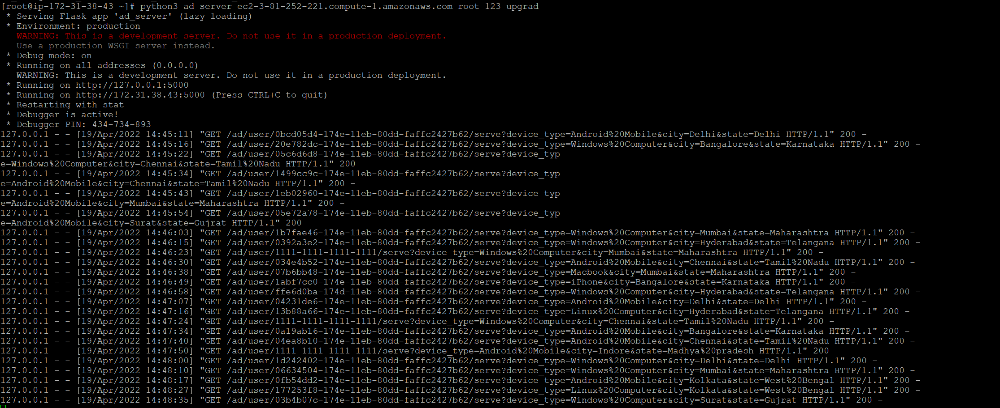 [root@ip-172-31-38-43 ~]# python3 ad_server ec2-3-81-252-221.compute-1.amazonaws.com root 123 upgrad
 * Serving Flask app 'ad_server' (lazy loading)
 * Environment: production
   WARNING: This is a development server. Do not use it in a production deployment.
   Use a production WSGI server instead.
 * Debug mode: on
 * Running on all addresses (0.0.0.0)
   WARNING: This is a development server. Do not use it in a production deployment.
 * Running on http://127.0.0.1:5000
 * Running on http://172.31.38.43:5000 (Press CTRL+C to quit)
 * Restarting with stat
 * Debugger is active!
 * Debugger PIN: 434-734-893
127.0.0.1 - - [19/Apr/2022 14:45:11] "GET /ad/user/0bcd05d4-174e-11eb-80dd-faffc2427b62/serve?device_type=Android%20Mobile&city=Delhi&state=Delhi HTTP/1.1" 200 -
127.0.0.1 - - [19/Apr/2022 14:45:16] "GET /ad/user/20e782dc-174e-11eb-80dd-faffc2427b62/serve?device_type=Windows%20Computer&city=Bangalore&state=Karnataka HTTP/1.1" 200 -
127.0.0.1 - - [19/Apr/2022 14:45:22] "GET /ad/user/05c6d6d8-174e-11eb-80dd-faffc2427b62/serve?device_typ
e=Windows%20Computer&city=Chennai&state=Tamil%20Nadu HTTP/1.1" 200 -
127.0.0.1 - - [19/Apr/2022 14:45:34] "GET /ad/user/1499cc9c-174e-11eb-80dd-faffc2427b62/serve?device_typ
e=Android%20Mobile&city=Chennai&state=Tamil%20Nadu HTTP/1.1" 200 -
127.0.0.1 - - [19/Apr/2022 14:45:43] "GET /ad/user/1eb02960-174e-11eb-80dd-faffc2427b62/serve?device_typ
e=Android%20Mobile&city=Mumbai&state=Maharashtra HTTP/1.1" 200 -
127.0.0.1 - - [19/Apr/2022 14:45:54] "GET /ad/user/05e72a78-174e-11eb-80dd-faffc2427b62/serve?device_typ
e=Android%20Mobile&city=Surat&state=Gujrat HTTP/1.1" 200 -
127.0.0.1 - - [19/Apr/2022 14:46:03] "GET /ad/user/1b7fae46-174e-11eb-80dd-faffc2427b62/serve?device_type=Windows%20Computer&city=Mumbai&state=Maharashtra HTTP/1.1" 200 -
127.0.0.1 - - [19/Apr/2022 14:46:15] "GET /ad/user/0392a3e2-174e-11eb-80dd-faffc2427b62/serve?device_type=Windows%20Computer&city=Hyderabad&state=Telangana HTTP/1.1" 200 -
127.0.0.1 - - [19/Apr/2022 14:46:23] "GET /ad/user/1111-1111-1111-1111/serve?device_type=Windows%20Computer&city=Mumbai&state=Maharashtra HTTP/1.1" 200 -
127.0.0.1 - - [19/Apr/2022 14:46:30] "GET /ad/user/034e4b52-174e-11eb-80dd-faffc2427b62/serve?device_type=Android%20Mobile&city=Chennai&state=Tamil%20Nadu HTTP/1.1" 200 -
127.0.0.1 - - [19/Apr/2022 14:46:38] "GET /ad/user/07b6bb48-174e-11eb-80dd-faffc2427b62/serve?device_type=Macbook&city=Mumbai&state=Maharashtra HTTP/1.1" 200 -
127.0.0.1 - - [19/Apr/2022 14:46:49] "GET /ad/user/1abf7cc0-174e-11eb-80dd-faffc2427b62/serve?device_type=iPhone&city=Bangalore&state=Karnataka HTTP/1.1" 200 -
127.0.0.1 - - [19/Apr/2022 14:46:58] "GET /ad/user/ffe6d0ba-174d-11eb-80dd-faffc2427b62/serve?device_type=Windows%20Computer&city=Hyderabad&state=Telangana HTTP/1.1" 200 -
127.0.0.1 - - [19/Apr/2022 14:47:07] "GET /ad/user/04231de6-174e-11eb-80dd-faffc2427b62/serve?device_type=Android%20Mobile&city=Delhi&state=Delhi HTTP/1.1" 200 -
127.0.0.1 - - [19/Apr/2022 14:47:16] "GET /ad/user/13b88a66-174e-11eb-80dd-faffc2427b62/serve?device_type=Linux%20Computer&city=Hyderabad&state=Telangana HTTP/1.1" 200 -
127.0.0.1 - - [19/Apr/2022 14:47:24] "GET /ad/user/1111-1111-1111-1111/serve?device_type=Windows%20Computer&city=Chennai&state=Tamil%20Nadu HTTP/1.1" 200 -
127.0.0.1 - - [19/Apr/2022 14:47:34] "GET /ad/user/0a19ab16-174e-11eb-80dd-faffc2427b62/serve?device_type=Android%20Mobile&city=Bangalore&state=Karnataka HTTP/1.1" 200 -
127.0.0.1 - - [19/Apr/2022 14:47:40] "GET /ad/user/04ea8b10-174e-11eb-80dd-faffc2427b62/serve?device_type=Android%20Mobile&city=Chennai&state=Tamil%20Nadu HTTP/1.1" 200 -
127.0.0.1 - - [19/Apr/2022 14:47:50] "GET /ad/user/1111-1111-1111-1111/serve?device_type=Android%20Mobile&city=Indore&state=Madhya%20pradesh HTTP/1.1" 200 -
127.0.0.1 - - [19/Apr/2022 14:48:00] "GET /ad/user/1d242402-174e-11eb-80dd-faffc2427b62/serve?device_type=Windows%20Computer&city=Delhi&state=Delhi HTTP/1.1" 200 -
127.0.0.1 - - [19/Apr/2022 14:48:10] "GET /ad/user/06634504-174e-11eb-80dd-faffc2427b62/serve?device_type=Windows%20Computer&city=Mumbai&state=Maharashtra HTTP/1.1" 200 -
127.0.0.1 - - [19/Apr/2022 14:48:17] "GET /ad/user/0fb54dd2-174e-11eb-80dd-faffc2427b62/serve?device_type=Android%20Mobile&city=Kolkata&state=West%20Bengal HTTP/1.1" 200 -
127.0.0.1 - - [19/Apr/2022 14:48:27] "GET /ad/user/177253f8-174e-11eb-80dd-faffc2427b62/serve?device_type=Linux%20Computer&city=Kolkata&state=West%20Bengal HTTP/1.1" 200 -
127.0.0.1 - - [19/Apr/2022 14:48:35] "GET /ad/user/03b4b07c-174e-11eb-80dd-faffc2427b62/serve?device_type=Windows%20Computer&city=Surat&state=Gujrat HTTP/1.1" 200 -